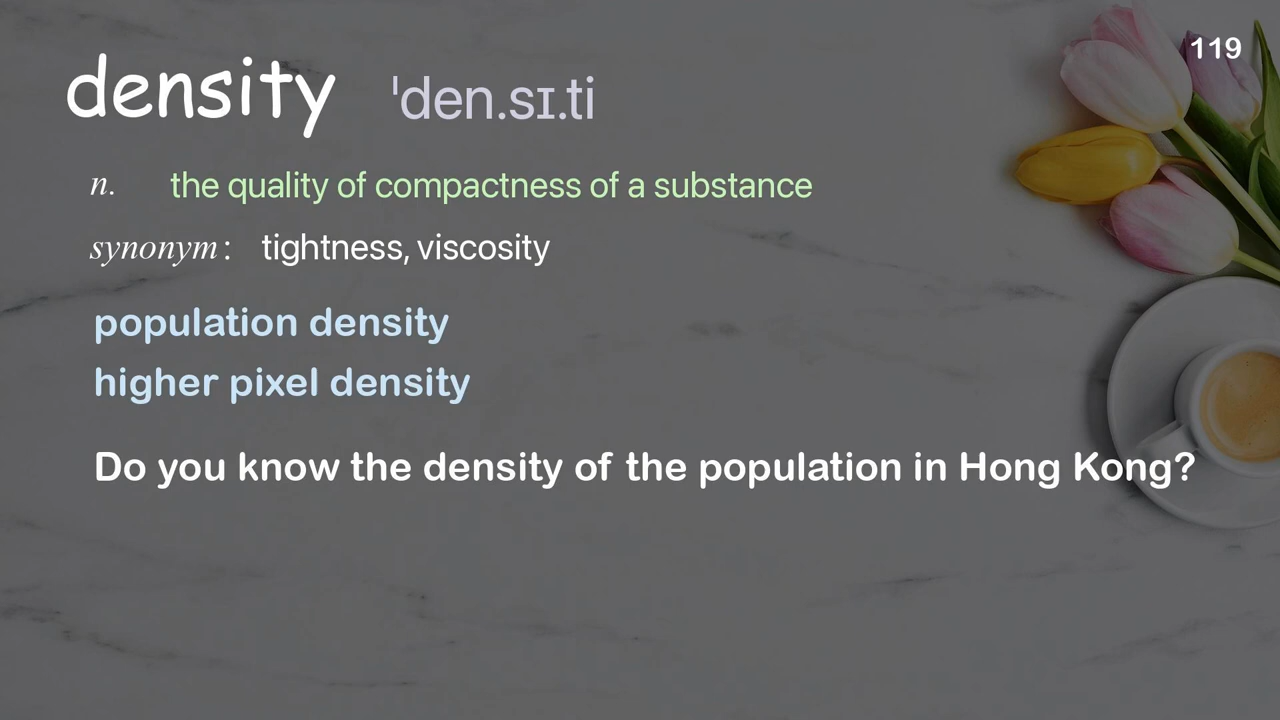 119
density ˈden.sɪ.ti
n. the quality of compactness of a substance
synonym: tightness, viscosity
population density
higher pixel density
Do you know the density of the population in Hong Kong?